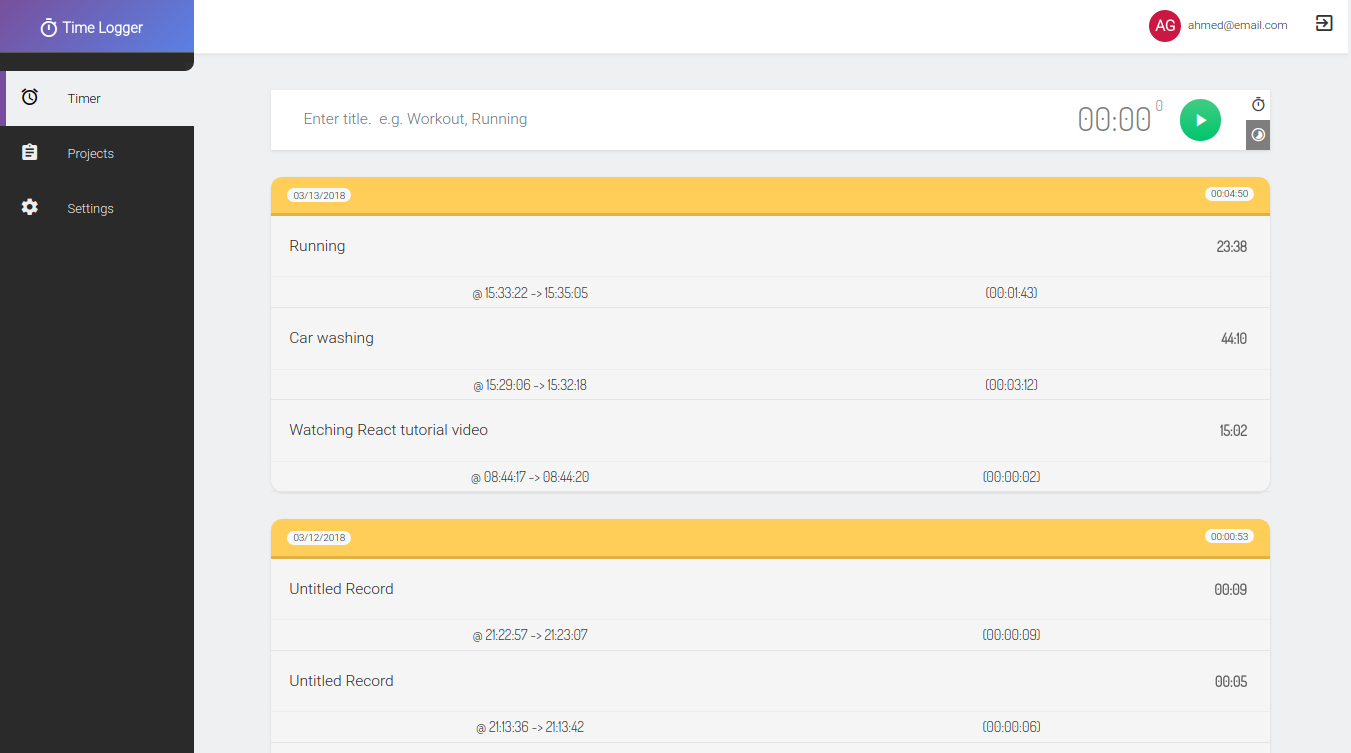 Time Logger
AG ahmed@email.com
Timer
Projects
Settings
Enter title. e.g. Workout, Running
00:00 0
03/13/2018 00:04:50
Running 23:38
@ 15:33:22 -> 15:35:05 (00:01:43)
Car washing 44:10
@ 15:29:06 -> 15:32:18 (00:03:12)
Watching React tutorial video 15:02
@ 08:44:17 -> 08:44:20 (00:00:02)
03/12/2018 00:00:53
Untitled Record 00:09
@ 21:22:57 -> 21:23:07 (00:00:09)
Untitled Record 00:05
@ 21:13:36 -> 21:13:42 (00:00:06)